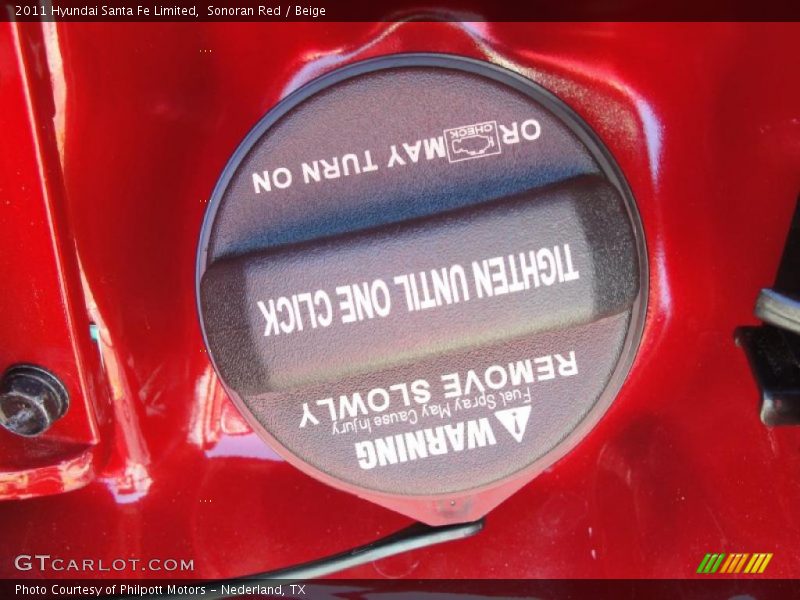 2011 Hyundai Santa Fe Limited,  Sonoran Red / Beige
WARNING
Fuel Spray May Cause Injury
REMOVE SLOWLY
TIGHTEN UNTIL ONE CLICK
OR CHECK MAY TURN ON
GTCARLOT.COM
Photo Courtesy of Philpott Motors - Nederland, TX